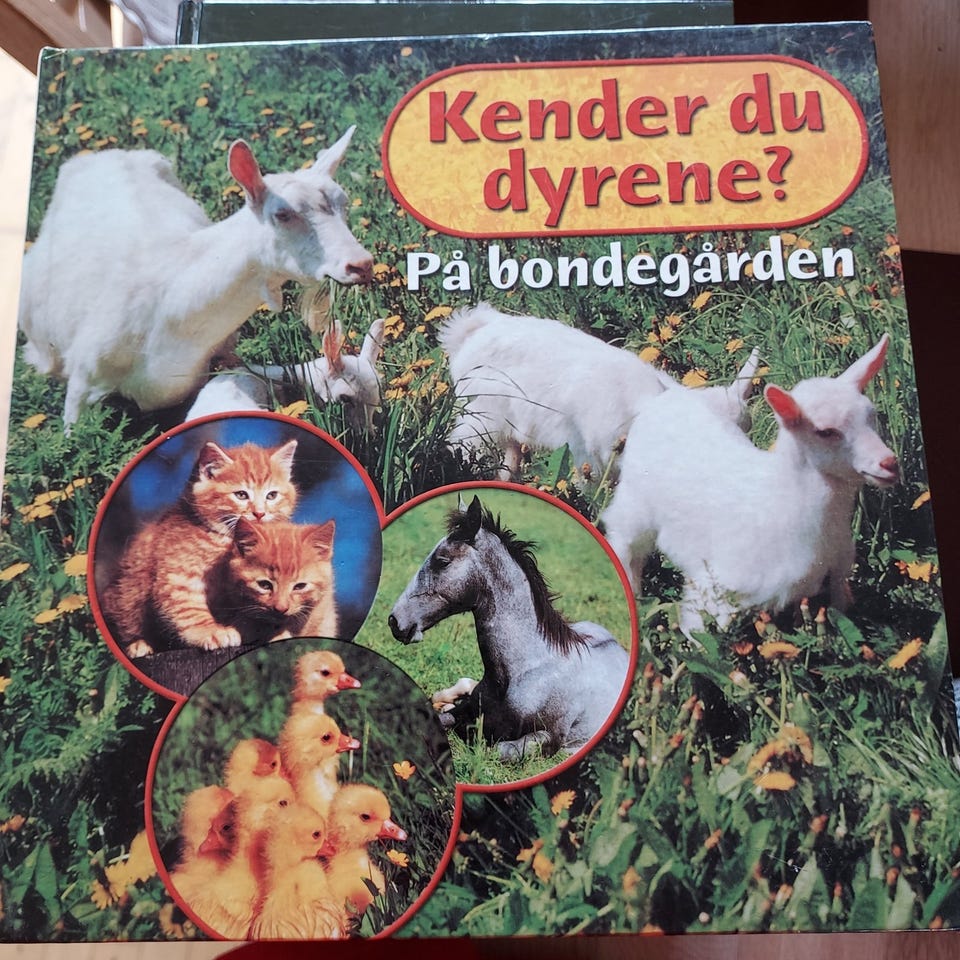 Kender du
dyrene?
På bondegården